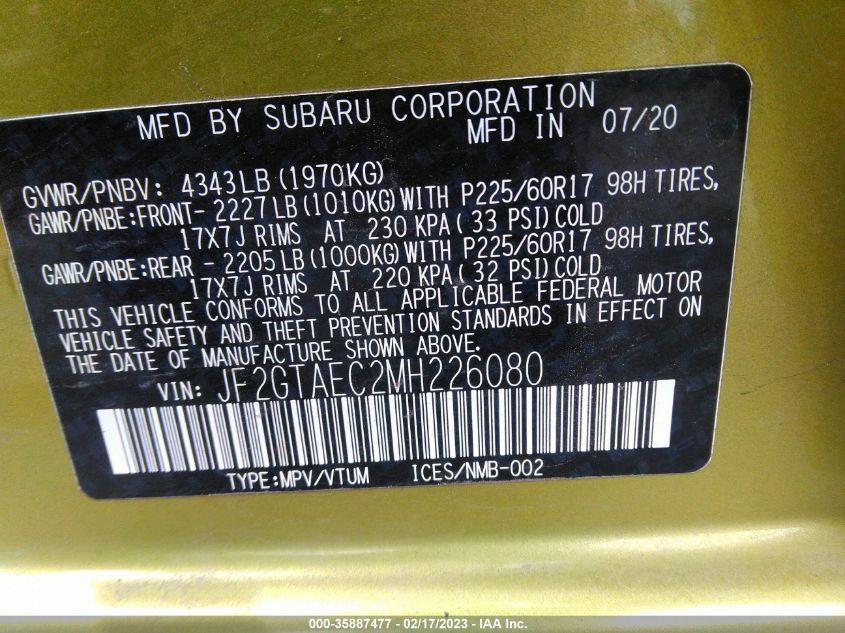 MFD BY SUBARU CORPORATION
MFD IN 07/20
GVWR/PNBV: 4343LB (1970KG)
GAWR/PNBE:FRONT- 2227LB (1010KG) WITH P225/60R17 98H TIRES,
17X7J RIMS AT 230 KPA (33 PSI) COLD
GAWR/PNBE:REAR - 2205LB (1000KG) WITH P225/60R17 98H TIRES,
17X7J RIMS AT 220 KPA (32 PSI) COLD
THIS VEHICLE CONFORMS TO ALL APPLICABLE FEDERAL MOTOR
VEHICLE SAFETY AND THEFT PREVENTION STANDARDS IN EFFECT ON
THE DATE OF MANUFACTURE SHOWN ABOVE.
VIN: JF2GTAEC2MH226080
TYPE:MPV/VTUM ICES/NMB-002
000-35887477 - 02/17/2023 - IAA Inc.